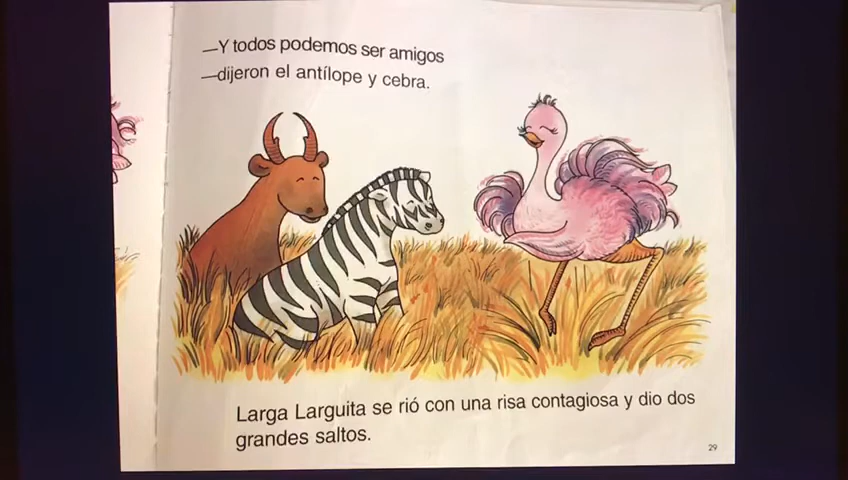 —Y todos podemos ser amigos
—dijeron el antílope y cebra.
Larga Larguita se rió con una risa contagiosa y dio dos
grandes saltos.
29